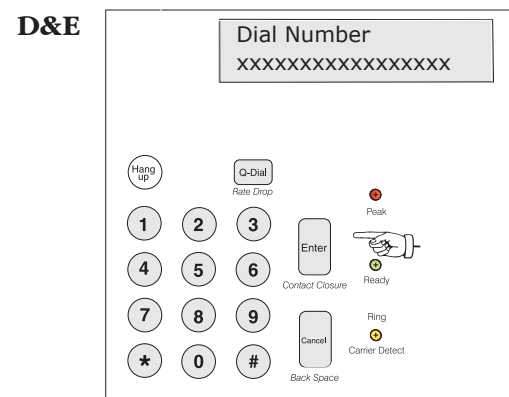 D&E
Dial Number
xxxxxxxxxxxxxxxxx
Hang
up
Q-Dial
Rate Drop
Peak
1 2 3
Enter
Contact Closure
4 5 6
Ready
7 8 9
Ring
Cancel
Carrier Detect
* 0 #
Back Space